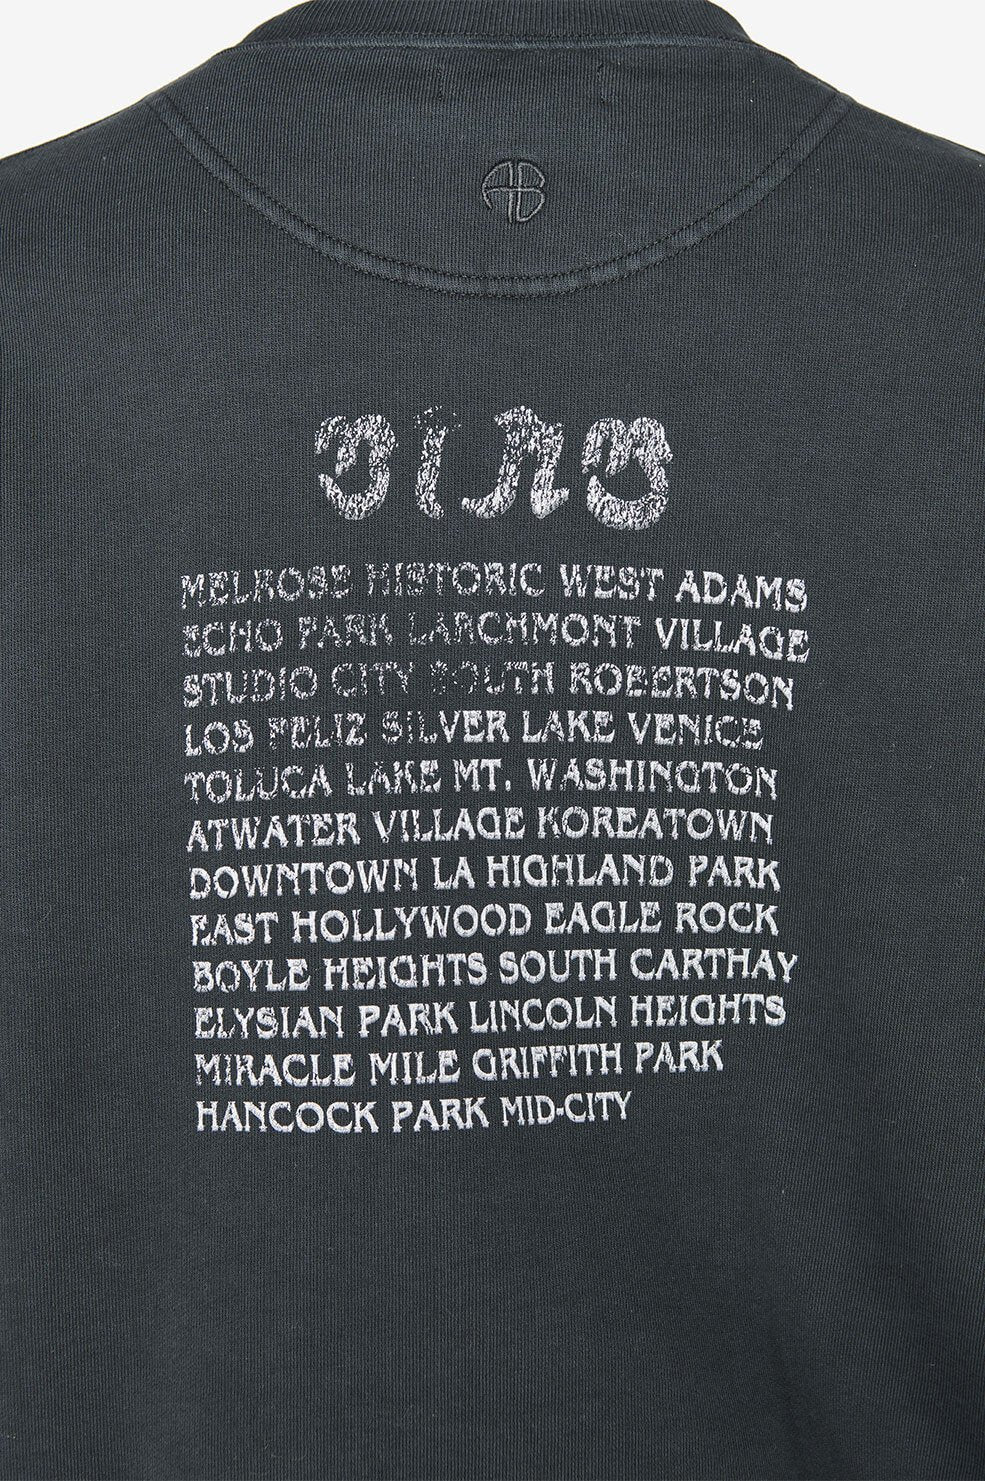 AB
BING
MELROSE HISTORIC WEST ADAMS
ECHO PARK LARCHMONT VILLAGE
STUDIO CITY SOUTH ROBERTSON
LOS FELIZ SILVER LAKE VENICE
TOLUCA LAKE MT. WASHINGTON
ATWATER VILLAGE KOREATOWN
DOWNTOWN LA HIGHLAND PARK
EAST HOLLYWOOD EAGLE ROCK
BOYLE HEIGHTS SOUTH CARTHAY
ELYSIAN PARK LINCOLN HEIGHTS
MIRACLE MILE GRIFFITH PARK
HANCOCK PARK MID-CITY